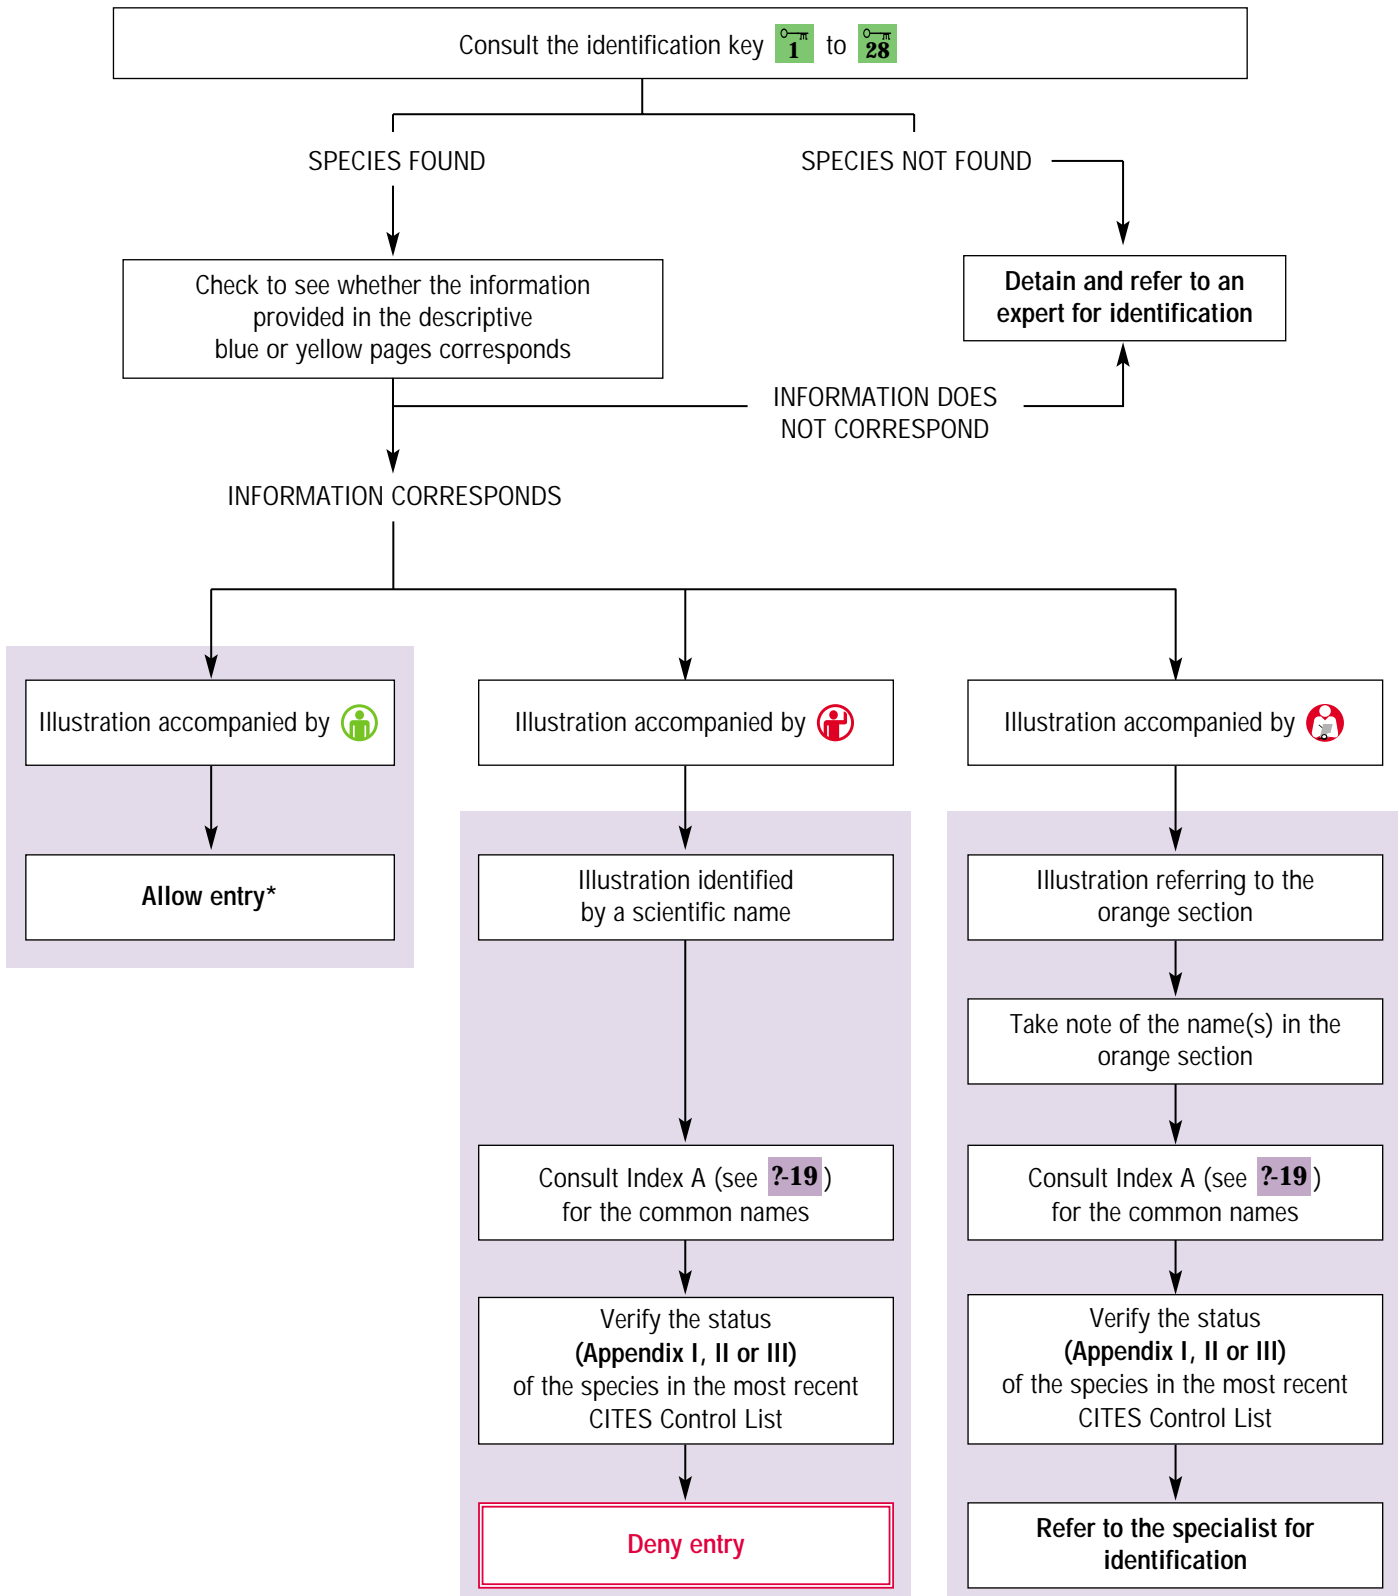 Consult the identification key 1 to 28
SPECIES FOUND
SPECIES NOT FOUND
Check to see whether the information
provided in the descriptive
blue or yellow pages corresponds
Detain and refer to an
expert for identification
INFORMATION DOES
NOT CORRESPOND
INFORMATION CORRESPONDS
Illustration accompanied by
Illustration accompanied by
Illustration accompanied by
Allow entry*
Illustration identified
by a scientific name
Illustration referring to the
orange section
Take note of the name(s) in the
orange section
Consult Index A (see ?-19 )
for the common names
Consult Index A (see ?-19 )
for the common names
Verify the status
(Appendix I, II or III)
of the species in the most recent
CITES Control List
Verify the status
(Appendix I, II or III)
of the species in the most recent
CITES Control List
Deny entry
Refer to the specialist for
identification